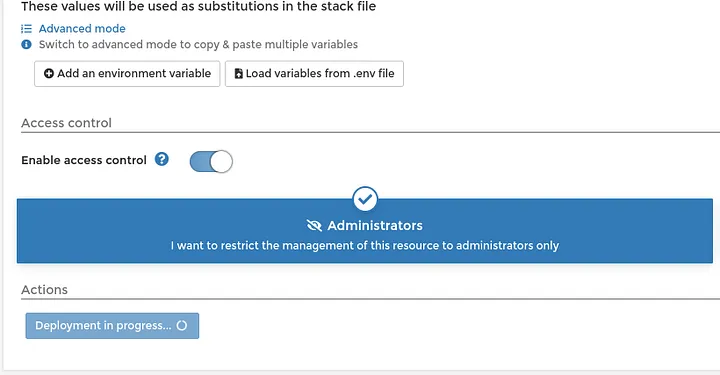 These values will be used as substitutions in the stack file
Advanced mode
Switch to advanced mode to copy & paste multiple variables
Add an environment variable
Load variables from .env file
Access control
Enable access control
Administrators
I want to restrict the management of this resource to administrators only
Actions
Deployment in progress...